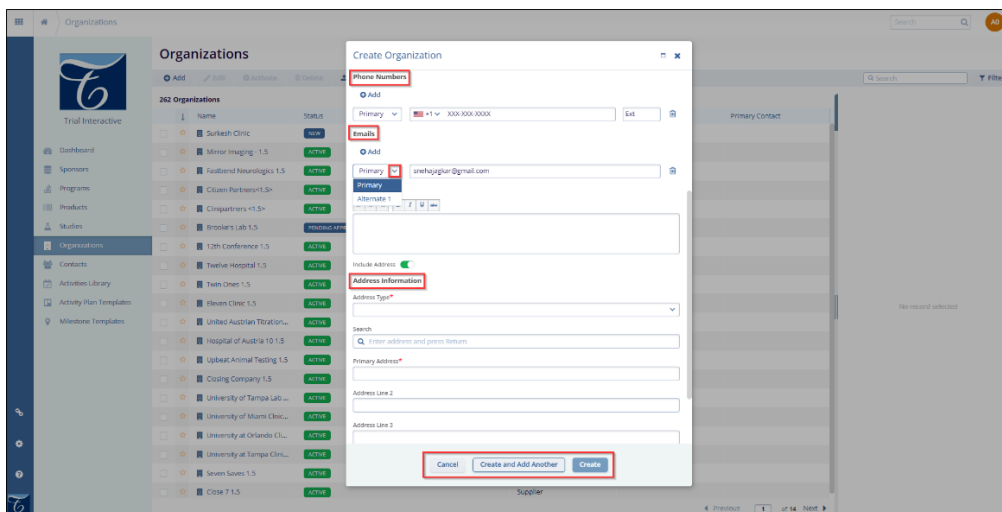 Organizations
Search
AD
Trial Interactive
Dashboard
Sponsors
Programs
Products
Studies
Organizations
Contacts
Activities Library
Activity Plan Templates
Milestone Templates
Organizations
Add
Edit
Activate
Delete
Search
Filte
262 Organizations
Name Status Primary Contact
Surkesh Clinic NEW
Mirror Imaging - 1.5 ACTIVE
Fastbend Neurologics 1.5 ACTIVE
Citizen Partners<1.5> ACTIVE
Clinipartners <1.5> ACTIVE
Brooker's Lab 1.5 PENDING APPR
12th Conference 1.5 ACTIVE
Twelve Hospital 1.5 ACTIVE
Twin Ones 1.5 ACTIVE
Eleven Clinic 1.5 ACTIVE
United Austrian Titration... ACTIVE
Hospital of Austria 10 1.5 ACTIVE
Upbeat Animal Testing 1.5 ACTIVE
Closing Company 1.5 ACTIVE
University of Tampa Lab ... ACTIVE
University of Miami Clinic... ACTIVE
University at Orlando Cli... ACTIVE
University at Tampa Clini... ACTIVE
Seven Saves 1.5 ACTIVE
Close 7 1.5 ACTIVE Supplier
Previous 1 of 14 Next
No record selected
Create Organization
Phone Numbers
Add
Primary +1 XXX-XXX-XXXX Ext
Emails
Add
Primary snehajagkar@gmail.com
Primary
Alternate 1
Include Address
Address Information
Address Type*
Search
Enter address and press Return
Primary Address*
Address Line 2
Address Line 3
Cancel Create and Add Another Create